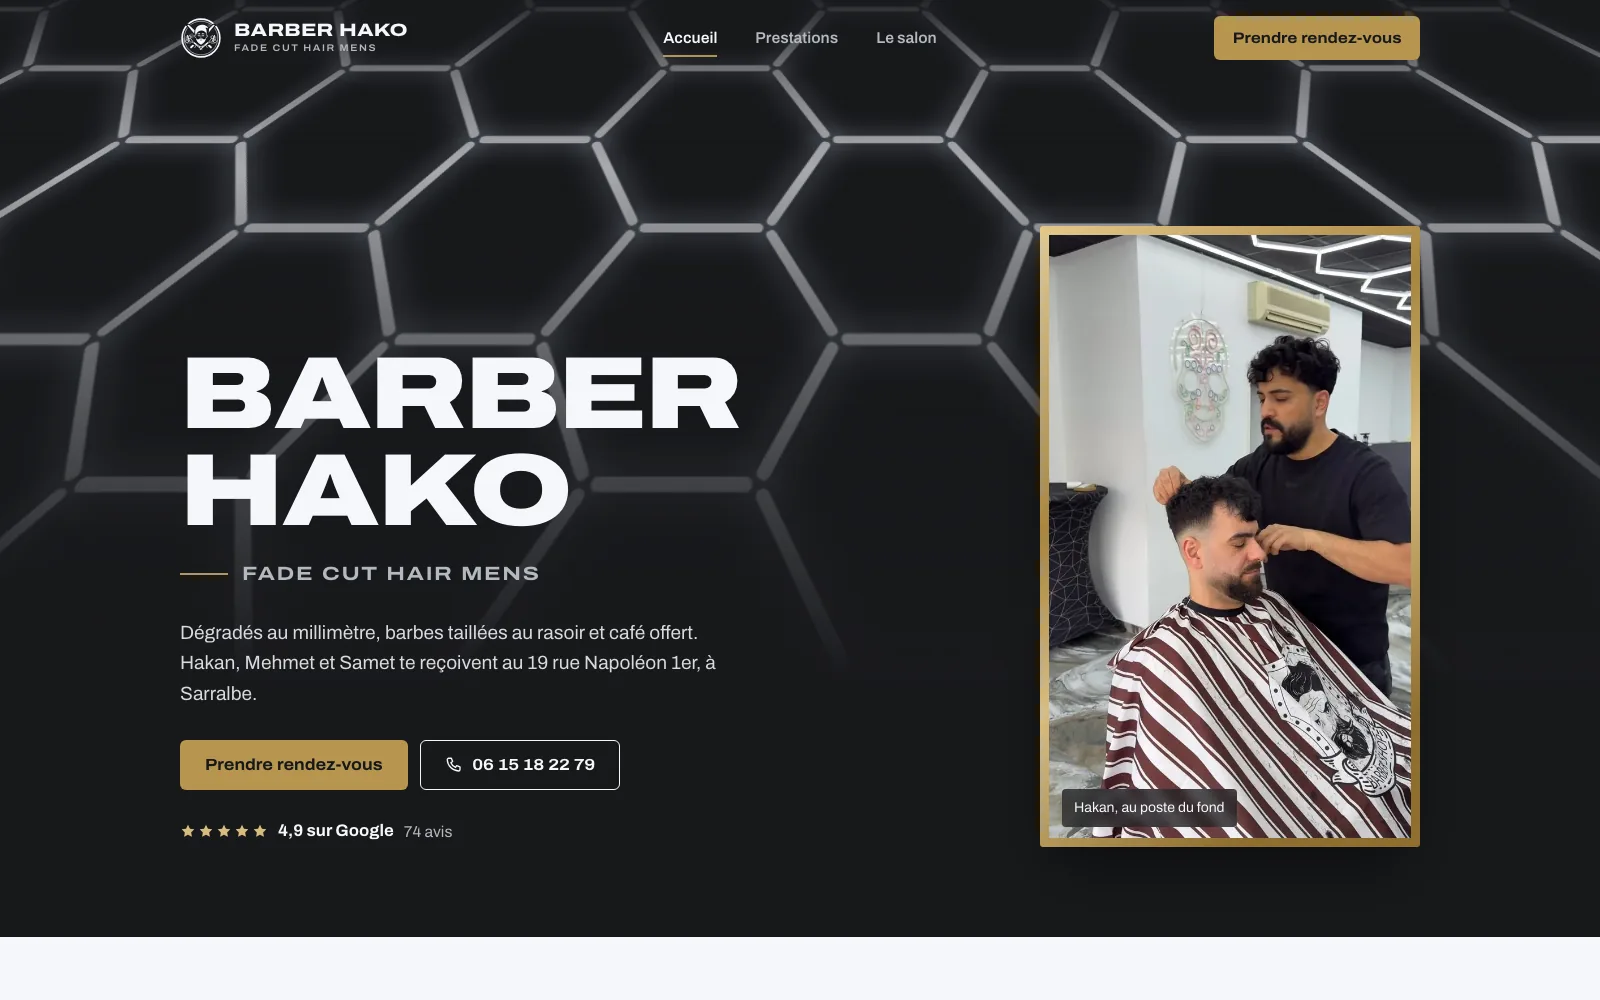 BARBER HAKO
FADE CUT HAIR MENS
Accueil
Prestations
Le salon
Prendre rendez-vous
BARBER
HAKO
FADE CUT HAIR MENS
Dégradés au millimètre, barbes taillées au rasoir et café offert.
Hakan, Mehmet et Samet te reçoivent au 19 rue Napoléon 1er, à
Sarralbe.
Prendre rendez-vous
06 15 18 22 79
4,9 sur Google 74 avis
Hakan, au poste du fond